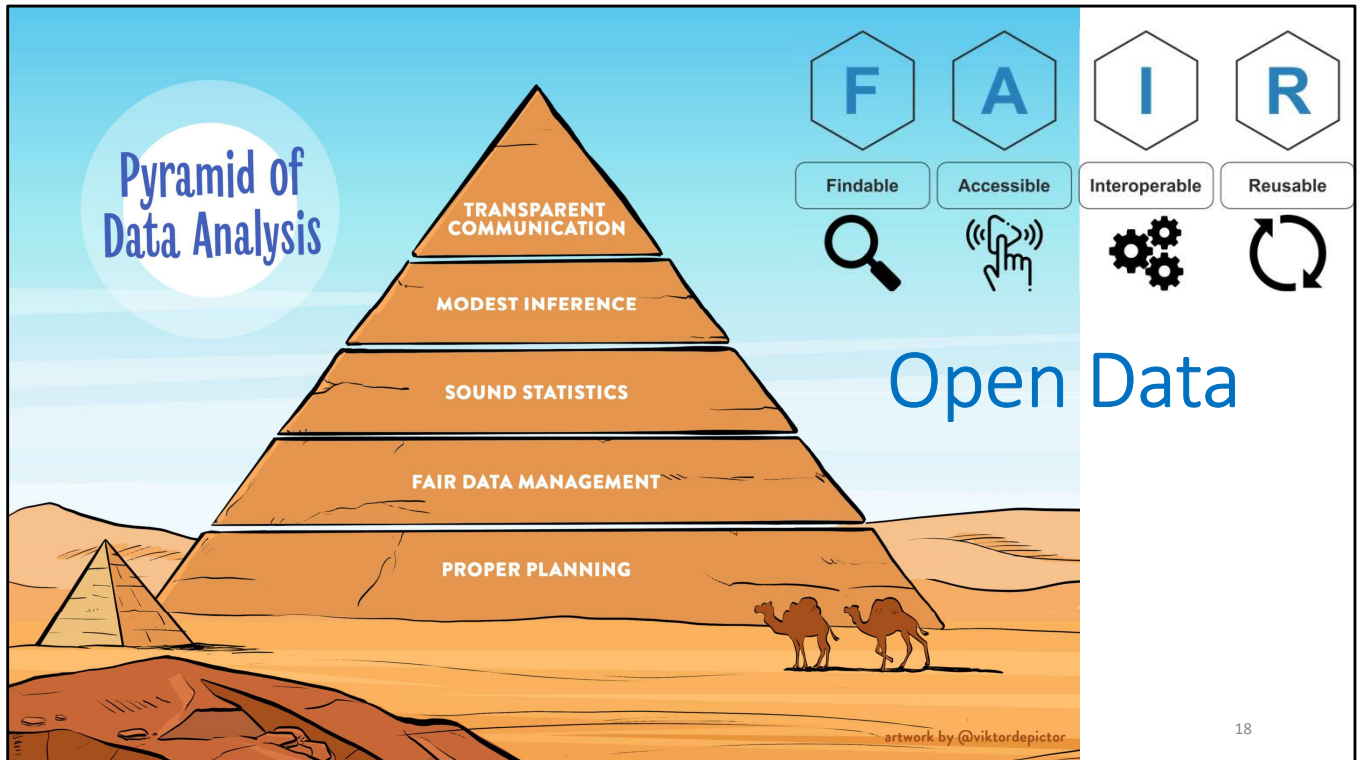 Pyramid of
Data Analysis
TRANSPARENT
COMMUNICATION
MODEST INFERENCE
SOUND STATISTICS
FAIR DATA MANAGEMENT
PROPER PLANNING
F A I R
Findable Accessible Interoperable Reusable
Open Data
artwork by @viktordepictor
18